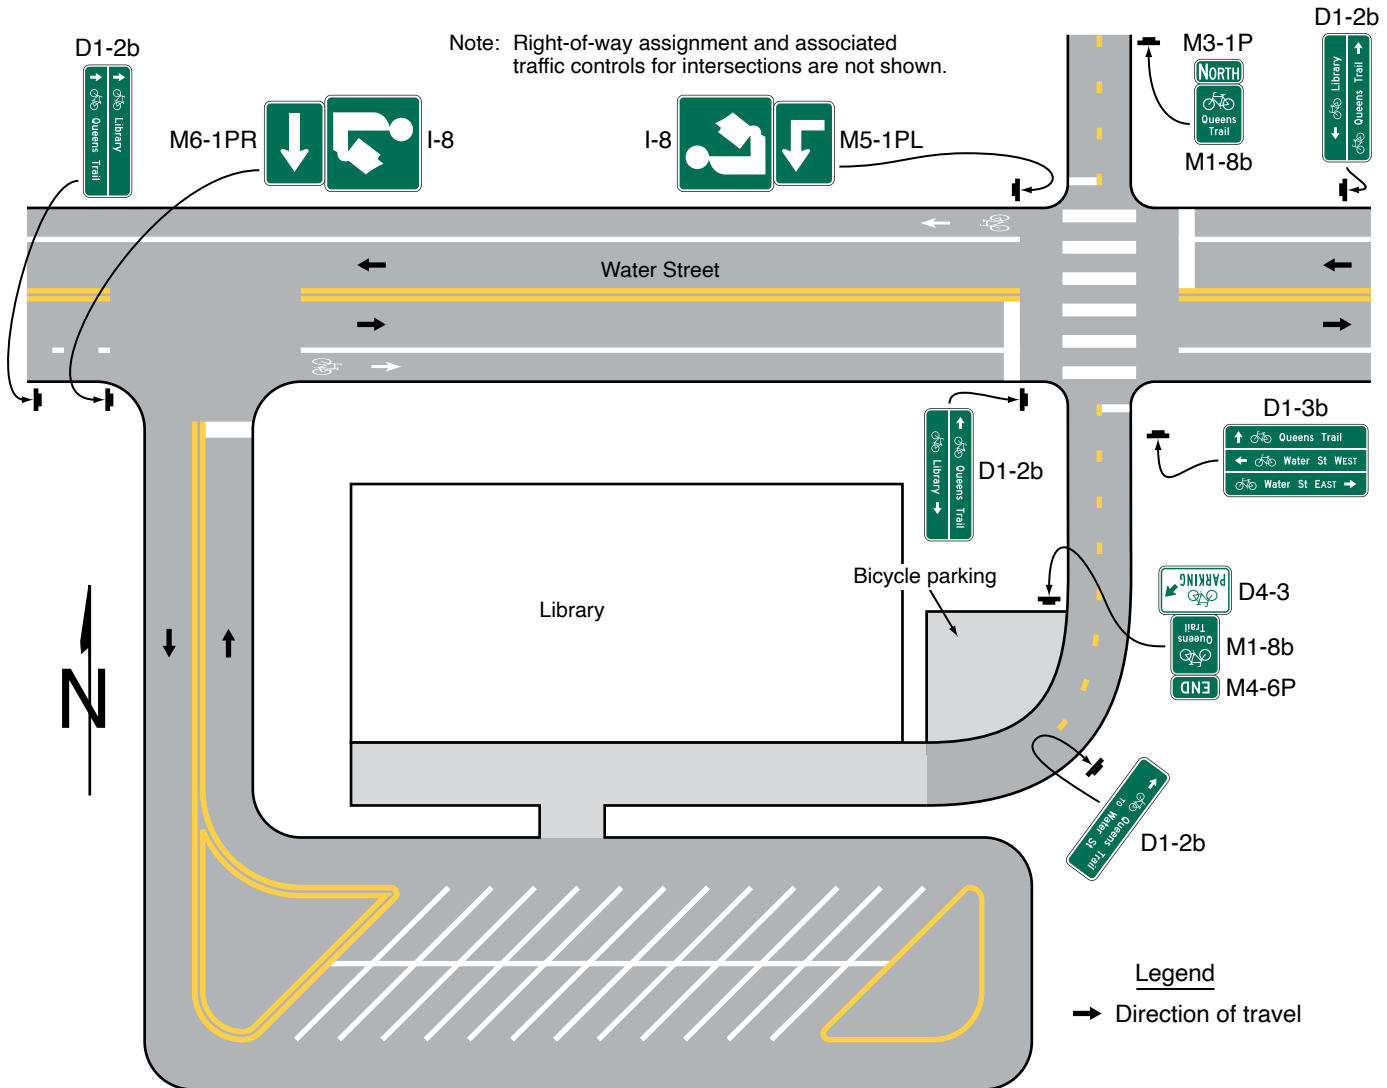 D1-2b
Queens Trail
Library
Note: Right-of-way assignment and associated
traffic controls for intersections are not shown.
M6-1PR
I-8
I-8
M5-1PL
M3-1P
NORTH
Queens
Trail
M1-8b
D1-2b
Library
Queens Trail
Water Street
D1-2b
Library
Queens Trail
D1-3b
Queens Trail
Water St WEST
Water St EAST
Bicycle parking
Library
PARKING
D4-3
Queens
Trail
M1-8b
END
M4-6P
Queens Trail
TO Water St
D1-2b
N
Legend
Direction of travel